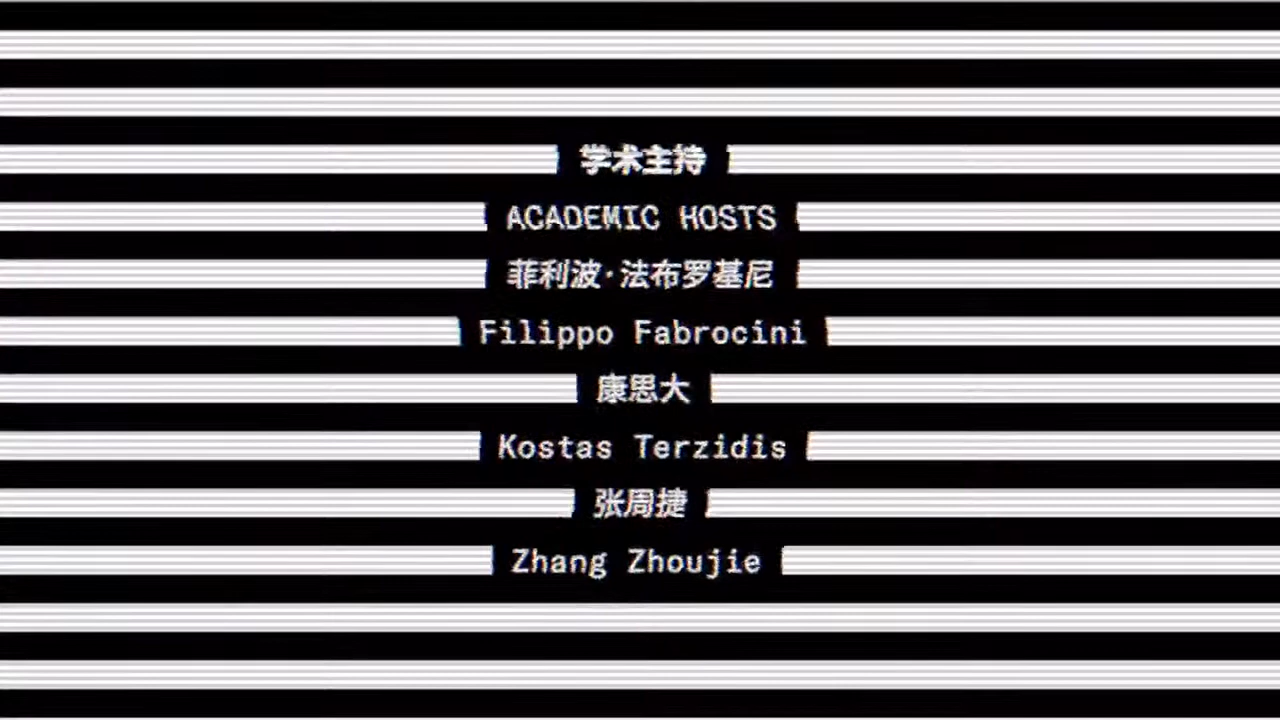 学术主持
ACADEMIC HOSTS
菲利波·法布罗基尼
Filippo Fabrocini
康思大
Kostas Terzidis
张周捷
Zhang Zhoujie